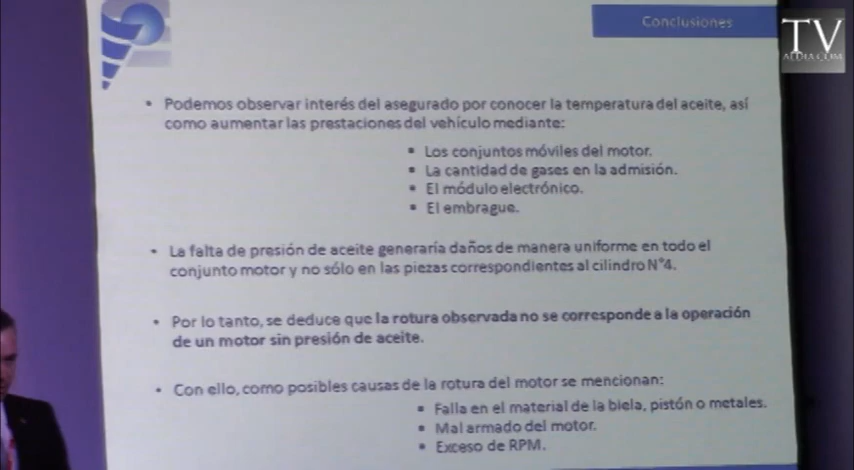 Conclusiones
TV
ALDIA.COM
• Podemos observar interés del asegurado por conocer la temperatura del aceite, así
como aumentar las prestaciones del vehículo mediante:
▪ Los conjuntos móviles del motor.
▪ La cantidad de gases en la admisión.
▪ El módulo electrónico.
▪ El embrague.
• La falta de presión de aceite generaría daños de manera uniforme en todo el
conjunto motor y no sólo en las piezas correspondientes al cilindro N°4.
• Por lo tanto, se deduce que la rotura observada no se corresponde a la operación
de un motor sin presión de aceite.
• Con ello, como posibles causas de la rotura del motor se mencionan:
▪ Falla en el material de la biela, pistón o metales.
▪ Mal armado del motor.
▪ Exceso de RPM.